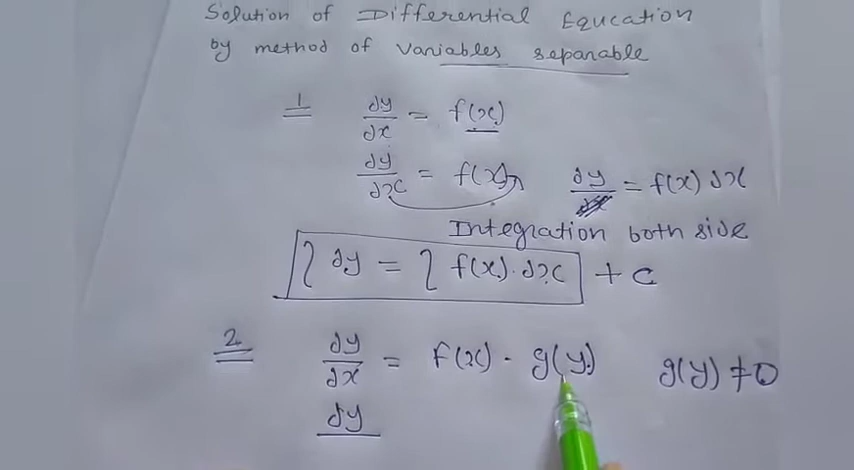 Solution of Differential Equcation
by method of variables separable
1 dy/dx = f(x)
dy/dx = f(x) dy = f(x) dx
Integration both side
∫ dy = ∫ f(x).dx + c
2 dy/dx = f(x) · g(y) g(y) ≠ 0
dy